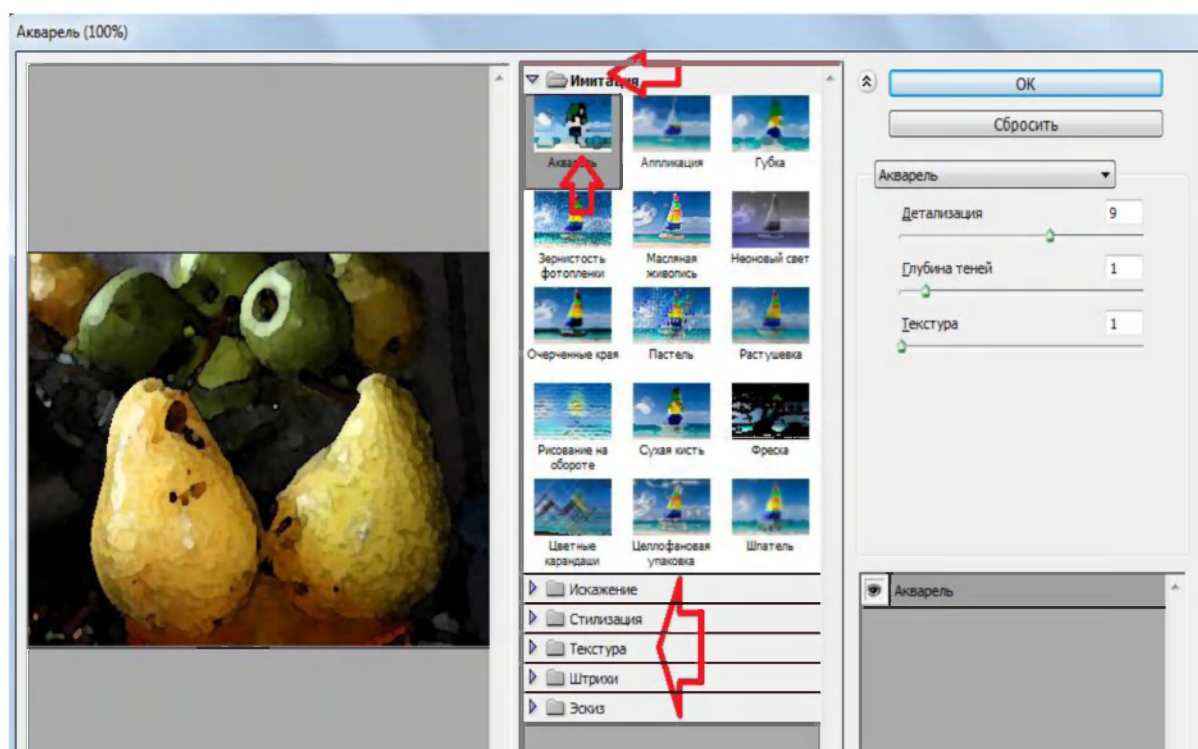 Акварель (100%)
Имитация
Акварель
Аппликация
Губка
Зернистость
фотопленки
Масляная
живопись
Неоновый свет
Очерченные края
Пастель
Растушевка
Рисование на
обороте
Сухая кисть
Фреска
Цветные
карандаши
Целлофановая
упаковка
Шпатель
Искажение
Стилизация
Текстура
Штрихи
Эскиз
ОК
Сбросить
Акварель
Детализация 9
Глубина теней 1
Текстура 1
Акварель